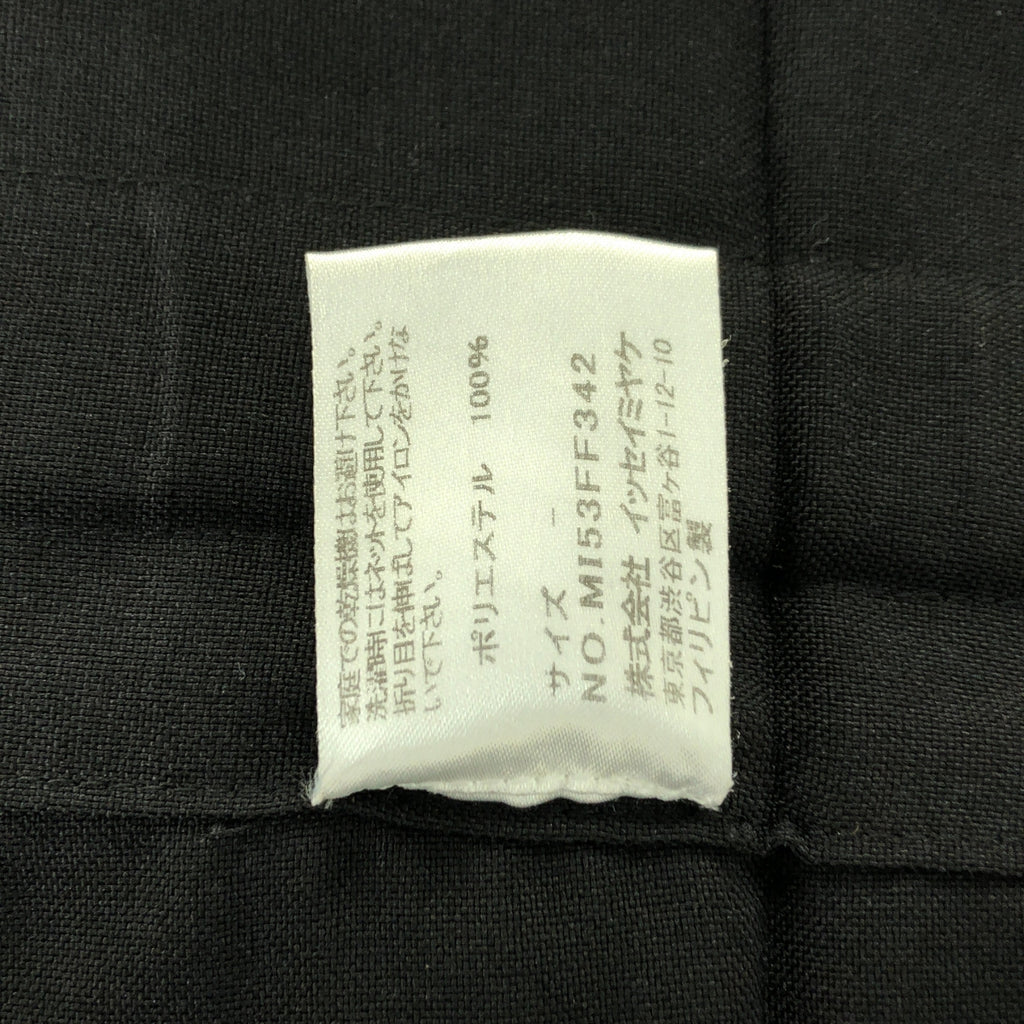 家庭での乾燥機はお避け下さい。
洗濯時にはネットを使用して下さい。
折り目を伸ばしてアイロンをかけな
いで下さい。
ポリエステル 100%
サイズ －
NO.MI53FF342
株式会社 イッセイミヤケ
東京都渋谷区富ヶ谷1-12-10
フィリピン製